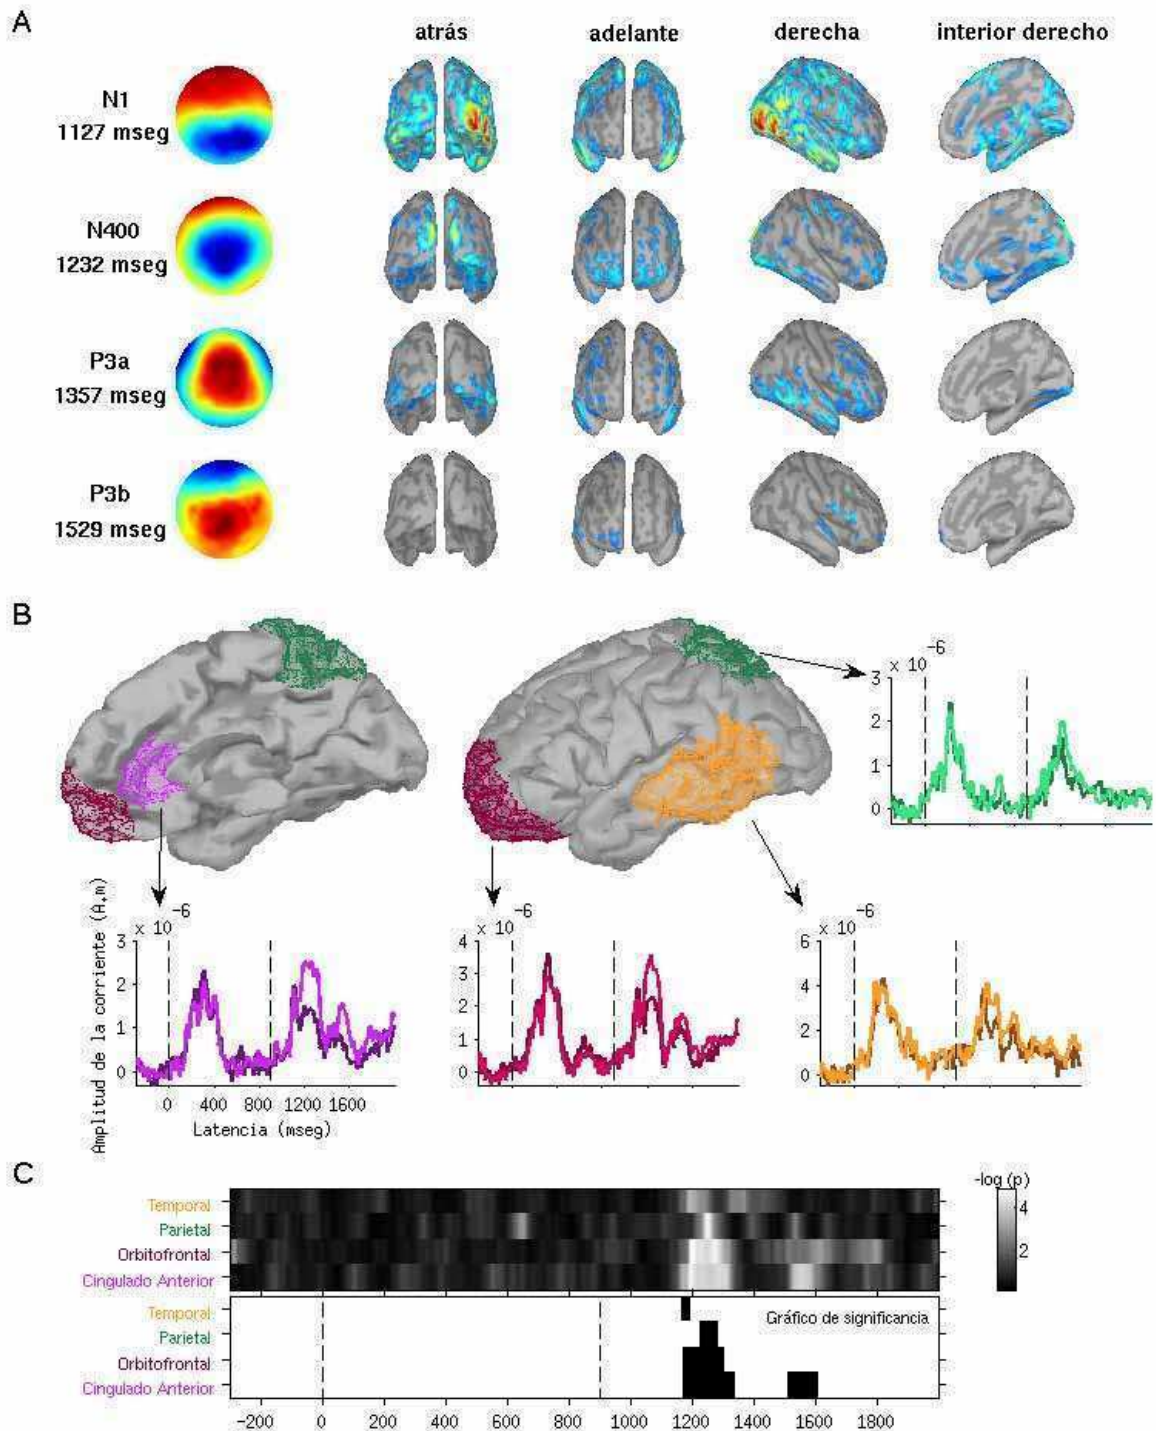 A
atrás adelante derecha interior derecho
N1
1127 mseg
N400
1232 mseg
P3a
1357 mseg
P3b
1529 mseg
B
x 10 -6
3
2
1
0
Amplitud de la corriente (A.m)
x 10 -6
3
2
1
0
0 400 800 1200 1600
Latencia (mseg)
x 10 -6
4
3
2
1
0
x 10 -6
6
4
2
0
C
-log (p)
4
2
Temporal
Parietal
Orbitofrontal
Cingulado Anterior
Gráfico de significancia
Temporal
Parietal
Orbitofrontal
Cingulado Anterior
−200 0 200 400 600 800 1000 1200 1400 1600 1800